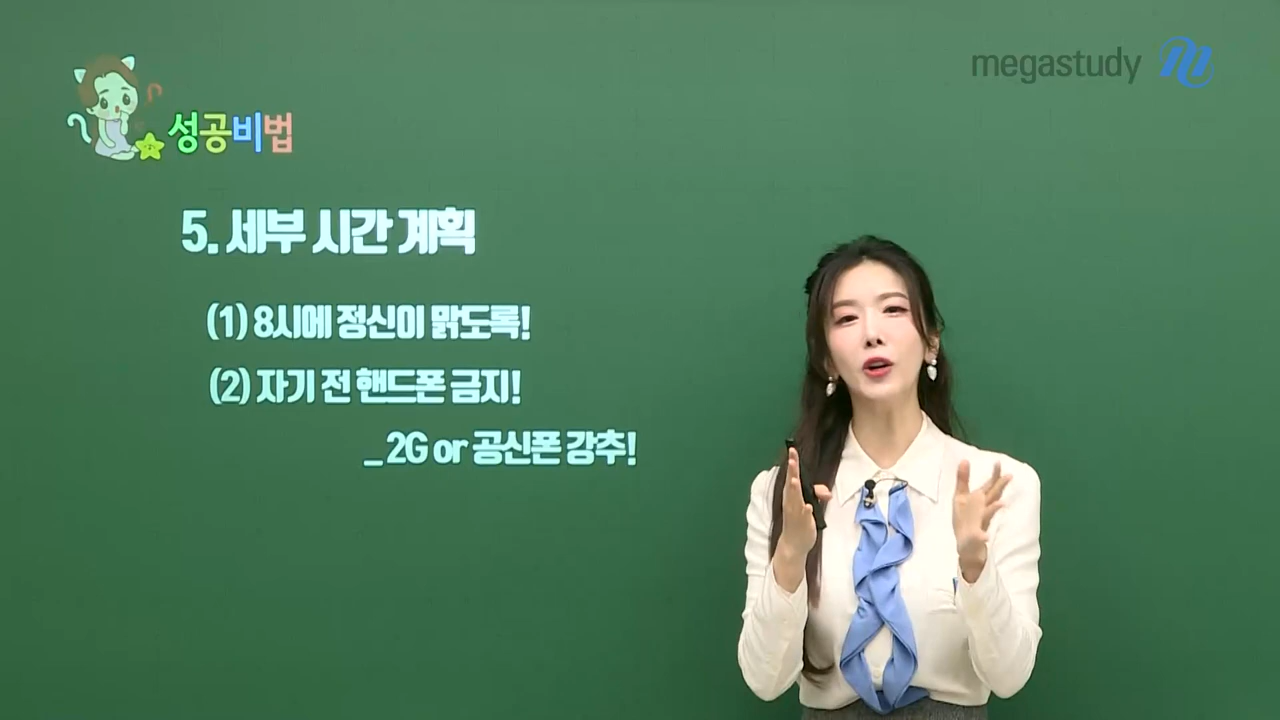 megastudy
성공비법
5. 세부 시간 계획
(1) 8시에 정신이 맑도록!
(2) 자기 전 핸드폰 금지!
_2G or 공신폰 강추!